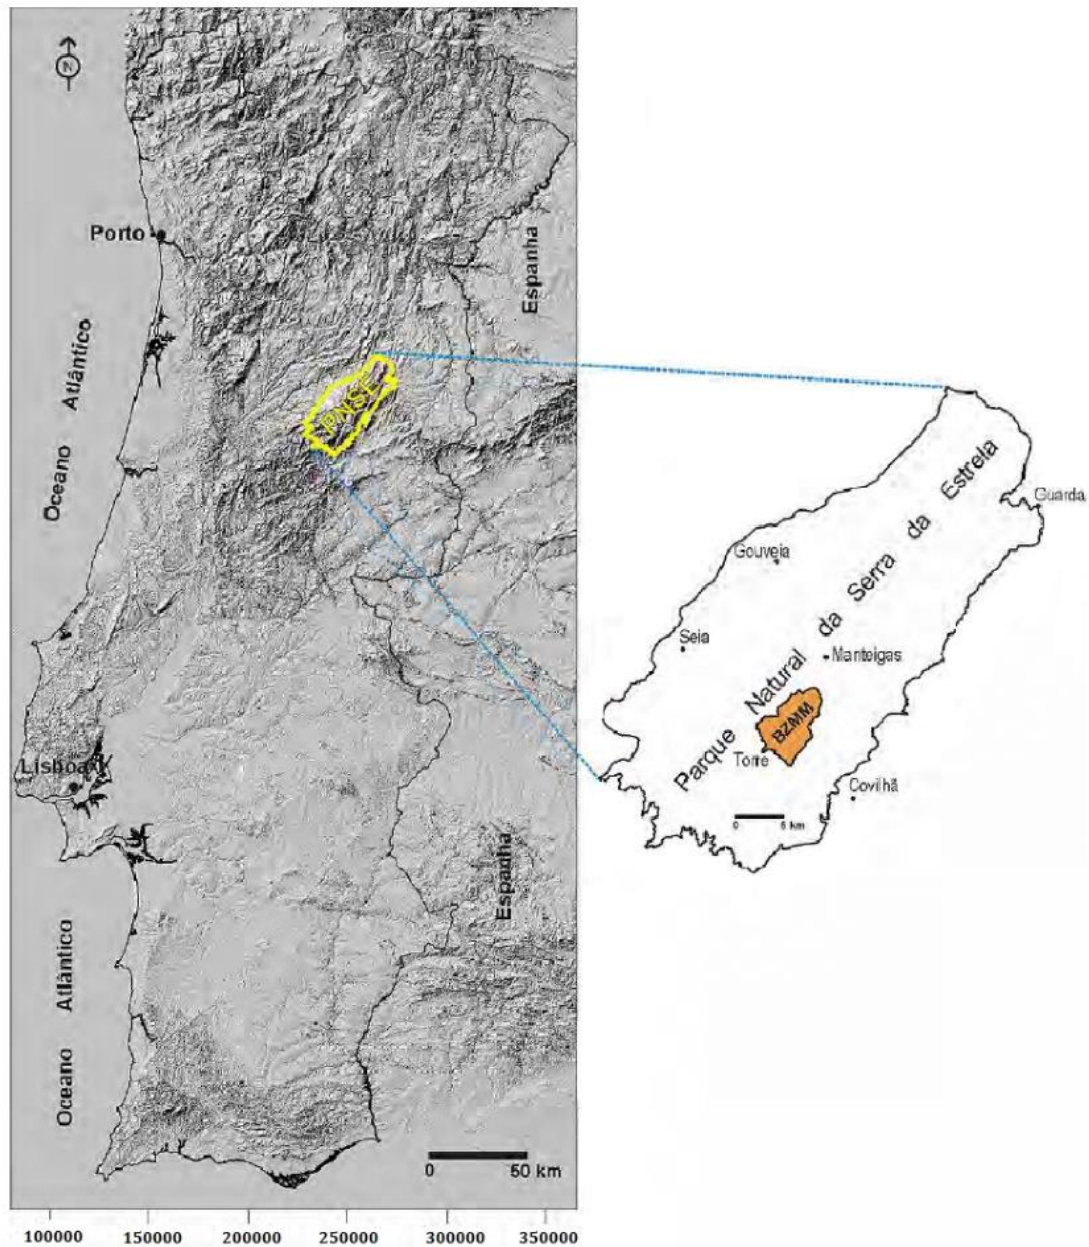 N
Porto
Espanha
Oceano Atlântico
PNSE
Lisboa
Espanha
Oceano Atlântico
0 50 km
100000 150000 200000 250000 300000 350000
Parque Natural da Serra da Estrela
Guarda
Gouveia
Seia
Manteigas
BZMM
Torre
Covilhã
0 5 km